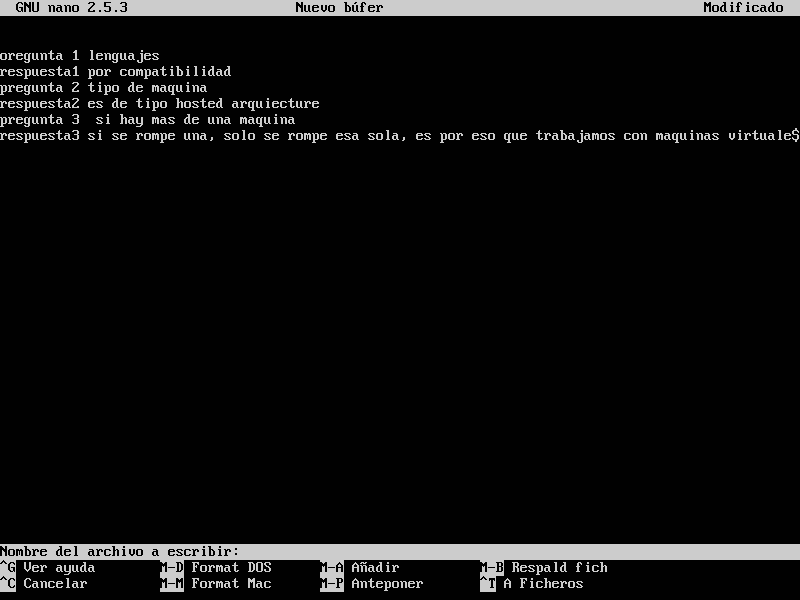 GNU nano 2.5.3 Nuevo búfer Modificado
oregunta 1 lenguajes
respuesta1 por compatibilidad
pregunta 2 tipo de maquina
respuesta2 es de tipo hosted arquiecture
pregunta 3  si hay mas de una maquina
respuesta3 si se rompe una, solo se rompe esa sola, es por eso que trabajamos con maquinas virtuale$
Nombre del archivo a escribir:
^G Ver ayuda M-D Format DOS M-A Añadir M-B Respald fich
^C Cancelar M-M Format Mac M-P Anteponer ^T A Ficheros